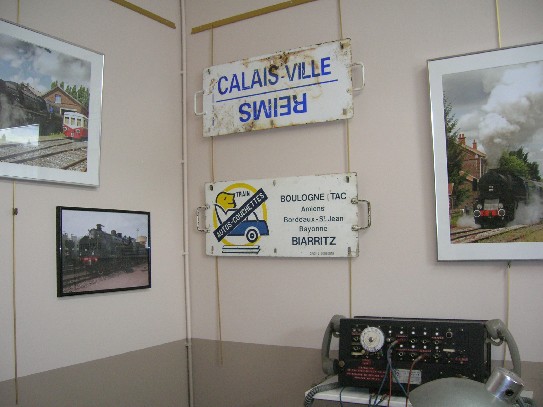 CALAIS-VILLE
REIMS
TRAIN
AUTOS-COUCHETTES
BOULOGNE (TAC
Amiens
Bordeaux-St Jean
Bayonne
BIARRITZ